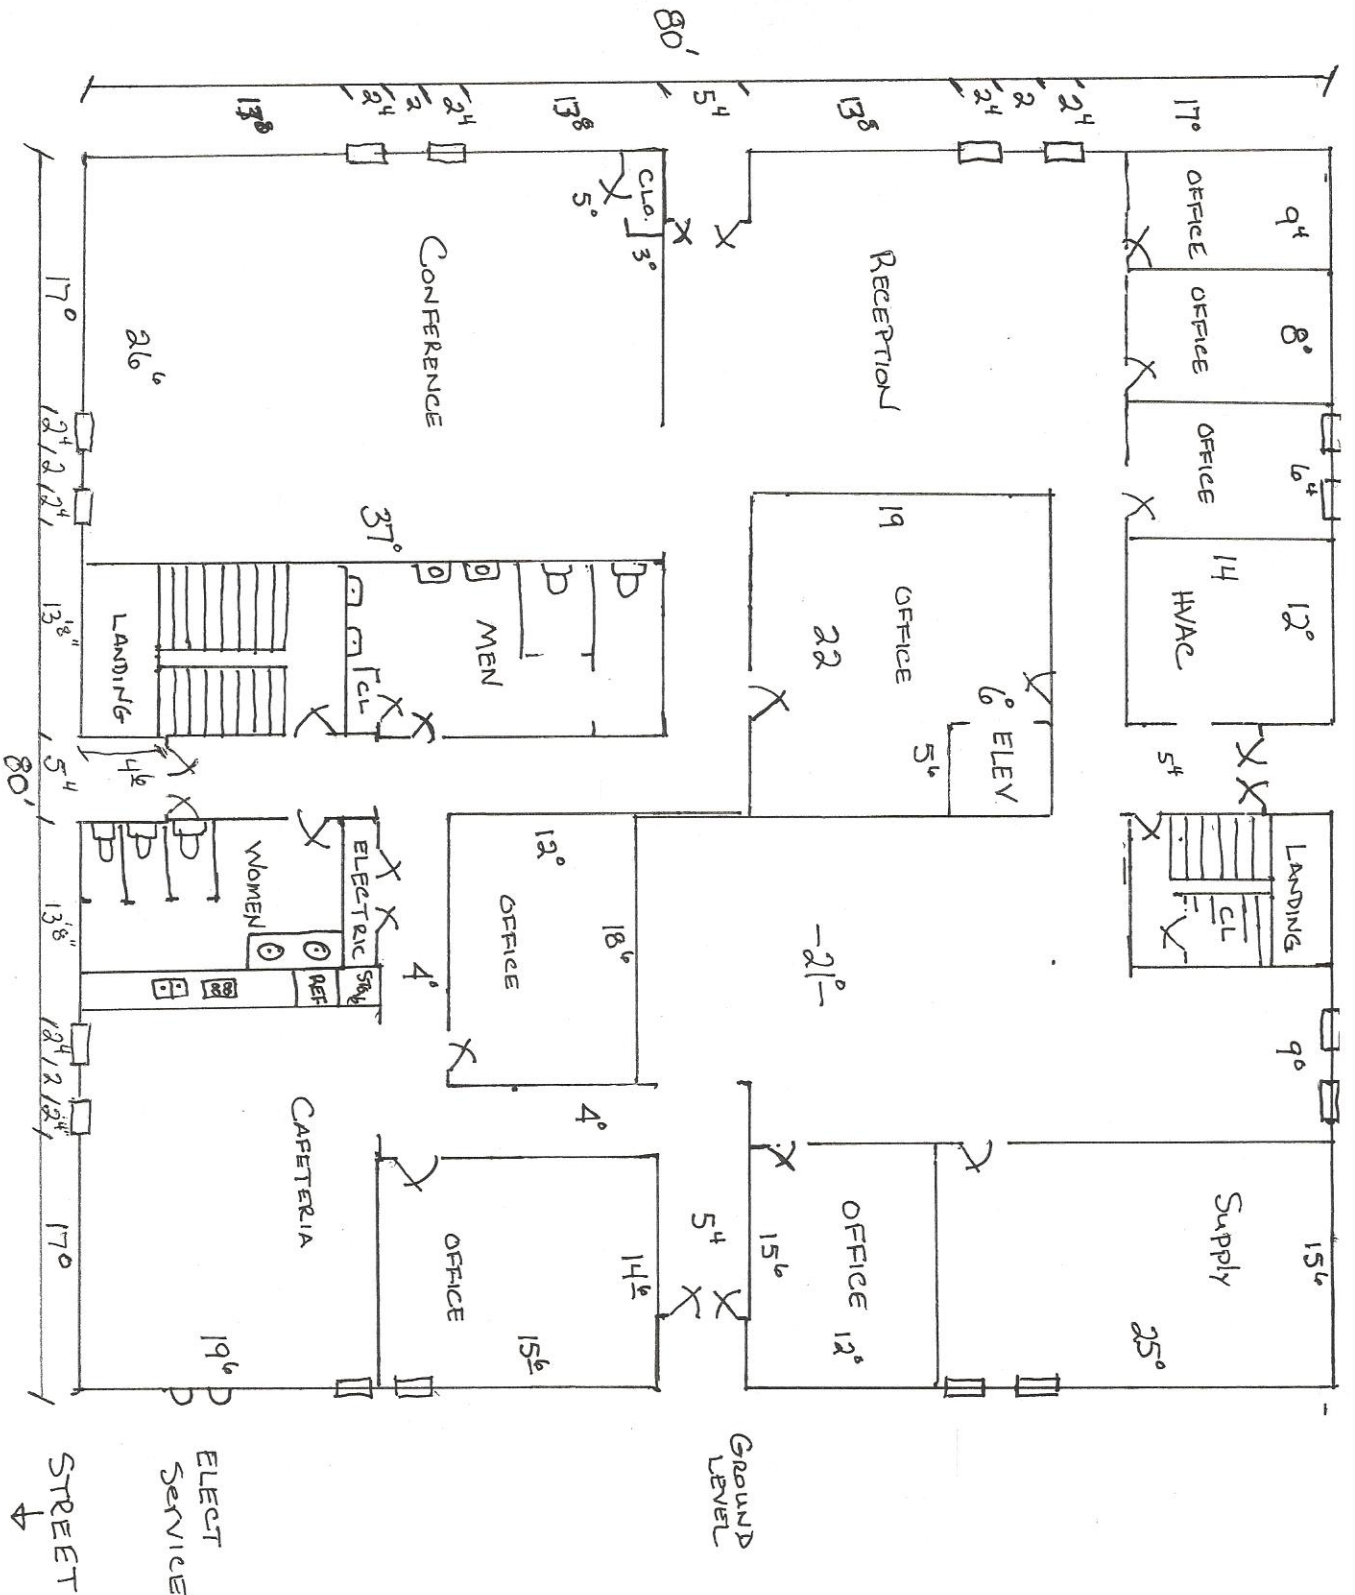 9⁴
8⁰
6⁴
12⁰
LANDING
9⁰
15⁶
17⁰
OFFICE
OFFICE
OFFICE
14
HVAC
CL
Supply
25⁰
5⁴
2⁴
2
2⁴
13⁸
RECEPTION
19
OFFICE
22
6⁰
ELEV
5⁶
-21⁰-
OFFICE
12⁰
15⁶
5⁴
5⁴
GROUND
LEVEL
80'
CLO.
3⁰
5⁰
13⁸
CONFERENCE
37⁰
26⁶
MEN
CL
12⁰
OFFICE
18⁶
4⁰
4⁰
14⁶
OFFICE
15⁶
2⁴
2
2⁴
13⁸
LANDING
4⁶
ELECTRIC
WOMEN
STG
REF
CAFETERIA
19⁶
ELECT
SERVICE
17⁰
2⁴
2
2⁴
13'8"
5⁴
13'8"
2⁴
2
2⁴
17⁰
80'
STREET